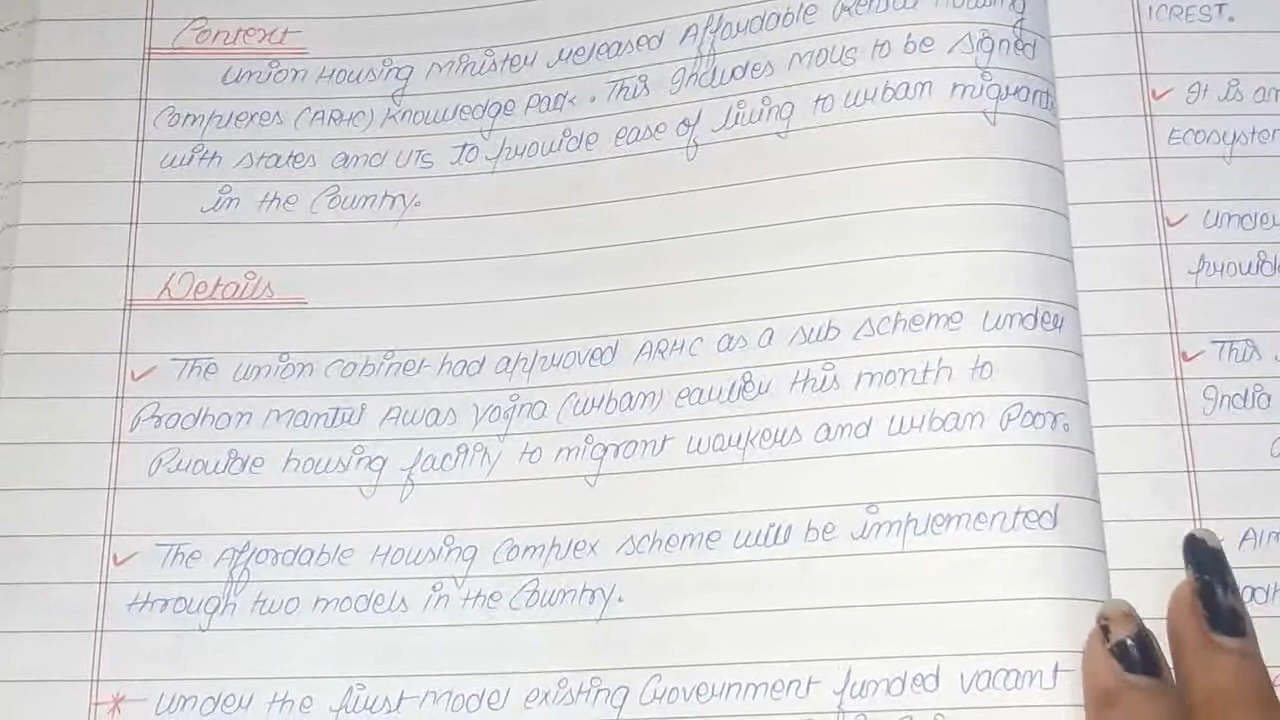 Context
Union Housing Minister released Affordable Rental Housing
Complexes (ARHC) Knowledge Pack. This Includes MOUs to be signed
with states and UTs to provide ease of living to urban migrants
in the Country.
Details
The union cabinet had approved ARHC as a sub scheme under
Pradhan Mantri Awas Yojna (urban) earlier this month to
Provide housing facility to migrant workers and urban Poor.
The Affordable Housing Complex scheme will be implemented
through two models in the Country.
* Under the first model existing Government funded vacant
ICREST.
It is an
Ecosystem
Under
provid
This
India
Aim